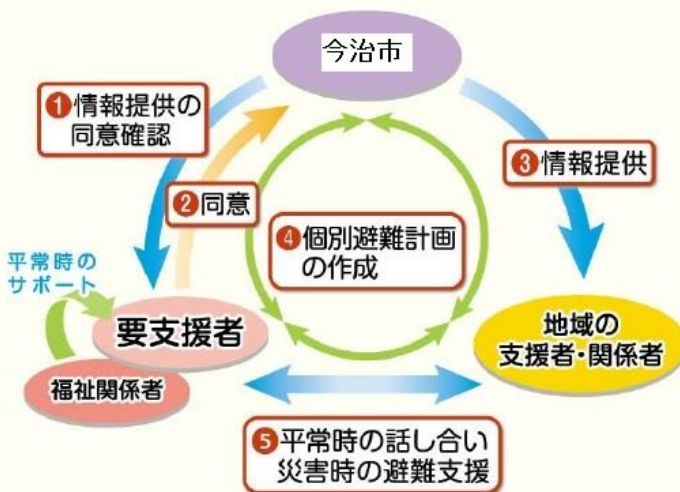 今治市
❶情報提供の
同意確認
❷同意
❸情報提供
❹個別避難計画
の作成
平常時の
サポート
要支援者
福祉関係者
地域の
支援者・関係者
❺平常時の話し合い
災害時の避難支援